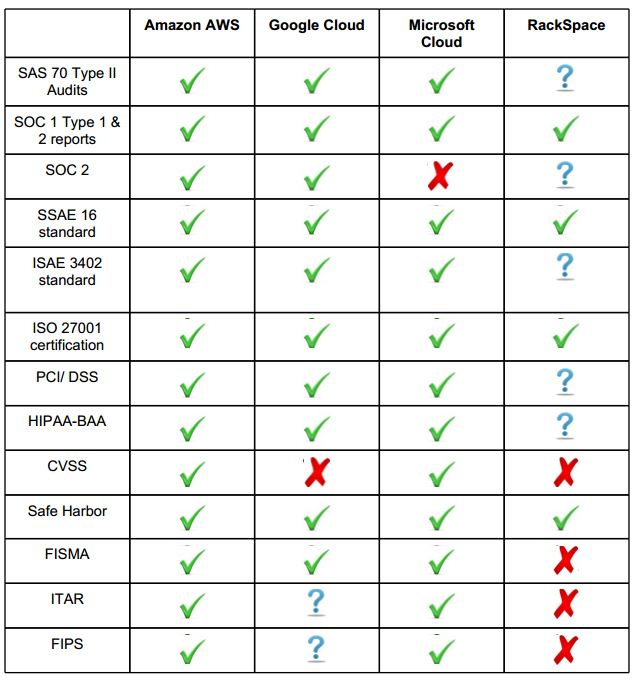 Amazon AWS Google Cloud Microsoft RackSpace
Cloud
SAS 70 Type II
Audits
?
SOC 1 Type 1 &
2 reports
SOC 2
?
SSAE 16
standard
ISAE 3402
standard
?
ISO 27001
certification
PCI/ DSS
?
HIPAA-BAA
?
CVSS
Safe Harbor
FISMA
ITAR
?
FIPS
?